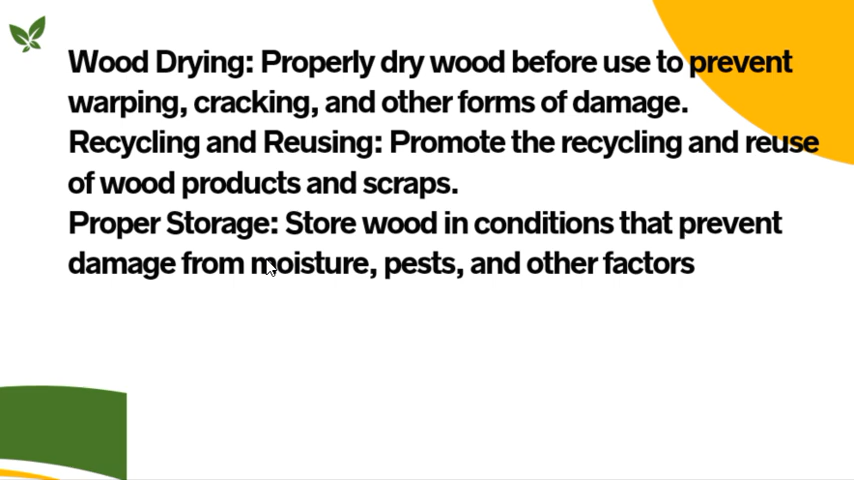 Wood Drying: Properly dry wood before use to prevent
warping, cracking, and other forms of damage.
Recycling and Reusing: Promote the recycling and reuse
of wood products and scraps.
Proper Storage: Store wood in conditions that prevent
damage from moisture, pests, and other factors